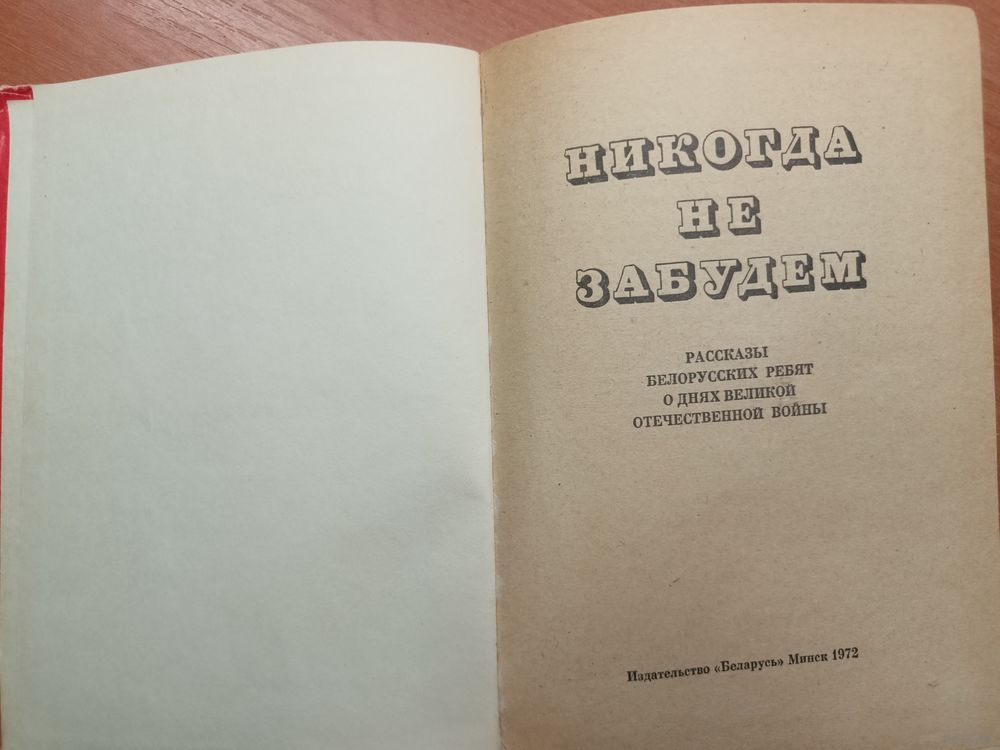 НИКОГДА
НЕ
ЗАБУДЕМ
РАССКАЗЫ
БЕЛОРУССКИХ РЕБЯТ
О ДНЯХ ВЕЛИКОЙ
ОТЕЧЕСТВЕННОЙ ВОЙНЫ
Издательство «Беларусь» Минск 1972